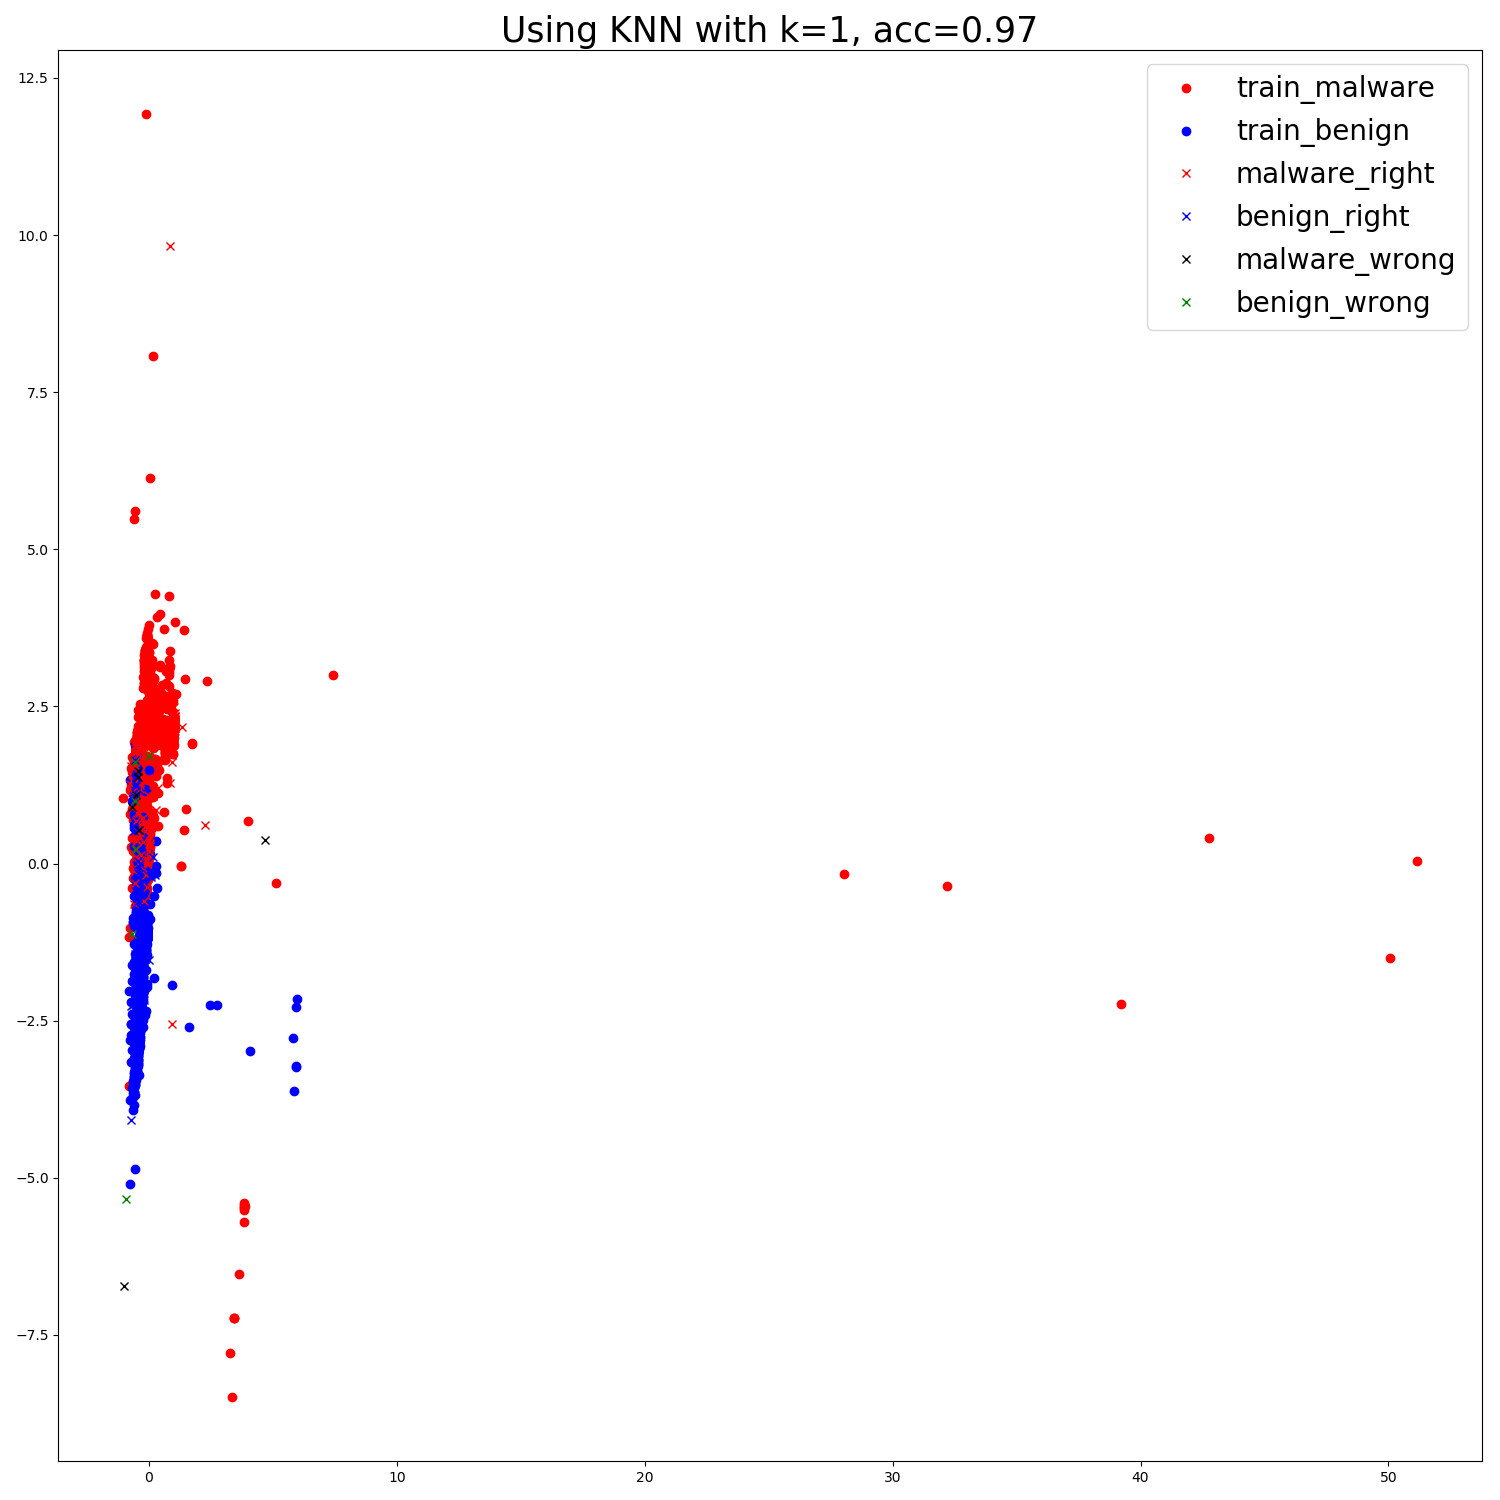 Using KNN with k=1, acc=0.97
12.5
10.0
7.5
5.0
2.5
0.0
−2.5
−5.0
−7.5
0 10 20 30 40 50
train_malware
train_benign
malware_right
benign_right
malware_wrong
benign_wrong